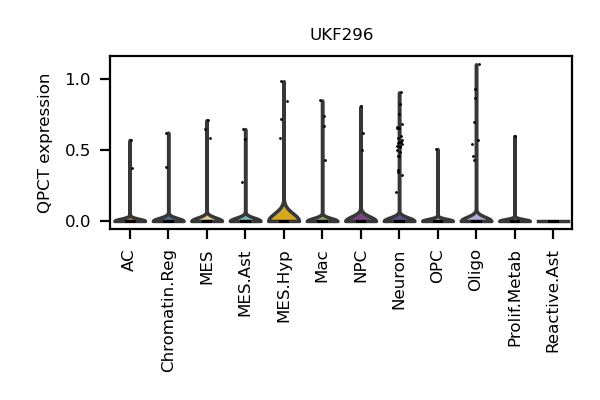 UKF296
QPCT expression
1.0
0.5
0.0
AC
Chromatin.Reg
MES
MES.Ast
MES.Hyp
Mac
NPC
Neuron
OPC
Oligo
Prolif.Metab
Reactive.Ast